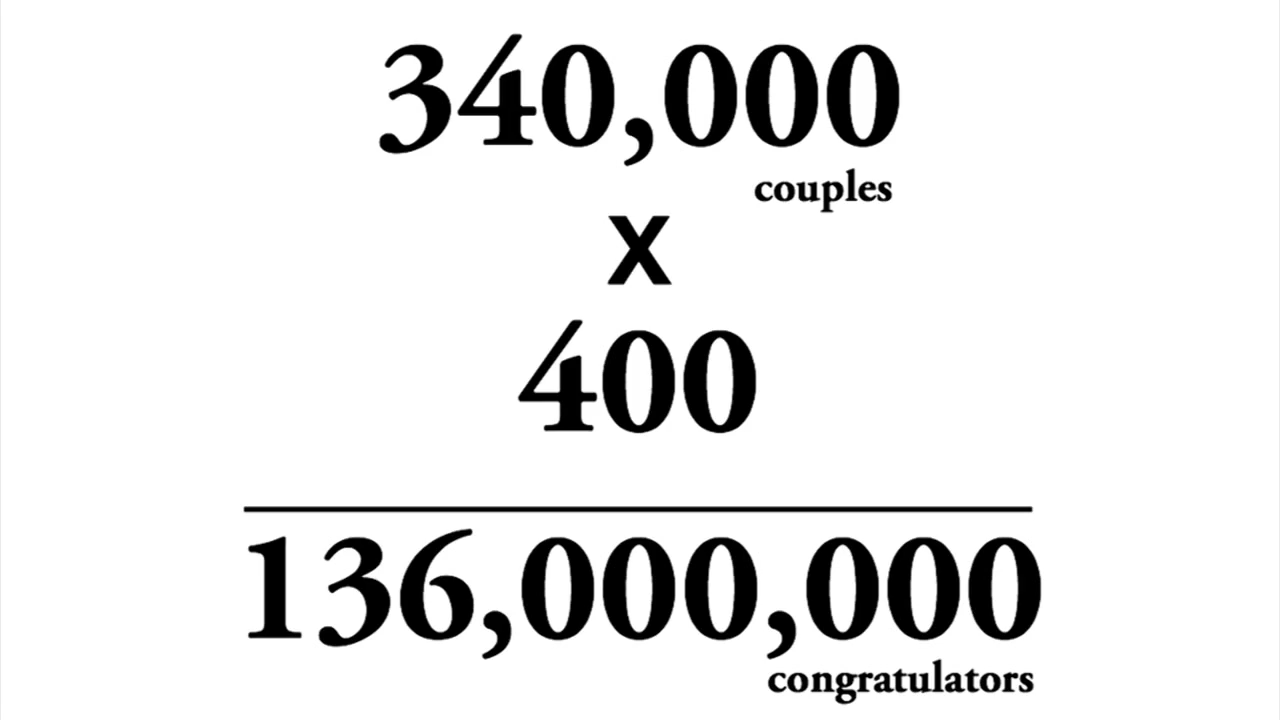 340,000
couples
x
400
136,000,000
congratulators